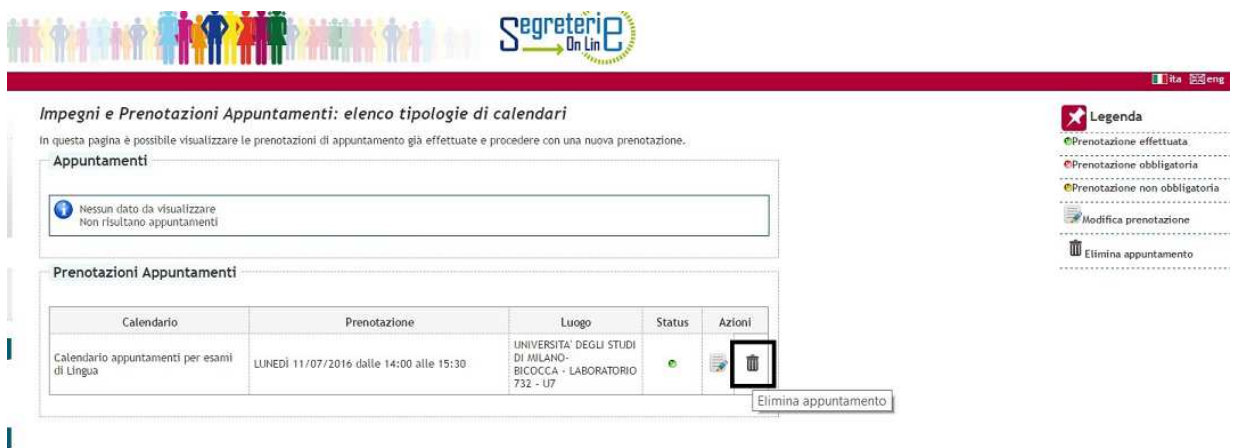 Segreterie
On Line
ita eng
Impegni e Prenotazioni Appuntamenti: elenco tipologie di calendari
In questa pagina è possibile visualizzare le prenotazioni di appuntamento già effettuate e procedere con una nuova prenotazione.
Appuntamenti
Nessun dato da visualizzare
Non risultano appuntamenti
Prenotazioni Appuntamenti
Calendario Prenotazione Luogo Status Azioni
Calendario appuntamenti per esami
di Lingua
LUNEDÌ 11/07/2016 dalle 14:00 alle 15:30
UNIVERSITA' DEGLI STUDI
DI MILANO-
BICOCCA - LABORATORIO
732 - U7
Elimina appuntamento
Legenda
Prenotazione effettuata
Prenotazione obbligatoria
Prenotazione non obbligatoria
Modifica prenotazione
Elimina appuntamento